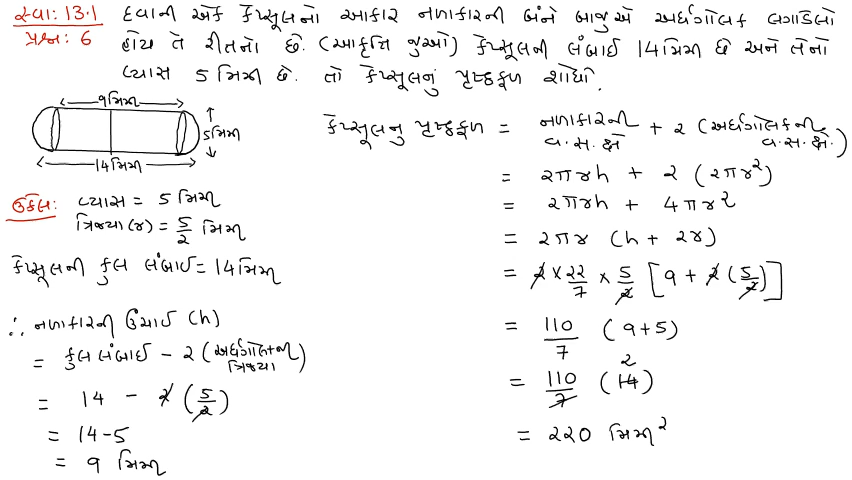 સ્વા: 13.1
પ્રશ્ન: 6
દવાની એક કેપ્સૂલનો આકાર નળાકારની બંને બાજુએ અર્ધગોલક લગાડેલો
હોય તે રીતનો છે. (આકૃતિ જુઓ) કેપ્સૂલની લંબાઈ 14 મિમી છે અને તેનો
વ્યાસ 5 મિમી છે. તો કેપ્સૂલનું પૃષ્ઠફળ શોધો.
9 મિમી
5 મિમી
14 મિમી
ઉકેલ: વ્યાસ = 5 મિમી
ત્રિજ્યા (r) = 5/2 મિમી
કેપ્સૂલની કુલ લંબાઈ = 14 મિમી
∴ નળાકારની ઉંચાઈ (h)
= કુલ લંબાઈ - 2 (અર્ધગોલકની ત્રિજ્યા)
= 14 - 2 (5/2)
= 14 - 5
= 9 મિમી
કેપ્સૂલનુ પૃષ્ઠફળ = નળાકારની વ.સ.ક્ષે + 2 (અર્ધગોલકની વ.સ.ક્ષે.)
= 2πrh + 2 (2πr²)
= 2πrh + 4πr²
= 2πr (h + 2r)
= 2 × 22/7 × 5/2 [9 + 2 (5/2)]
= 110/7 (9+5)
= 110/7 (14) 2
= 220 મિમી²